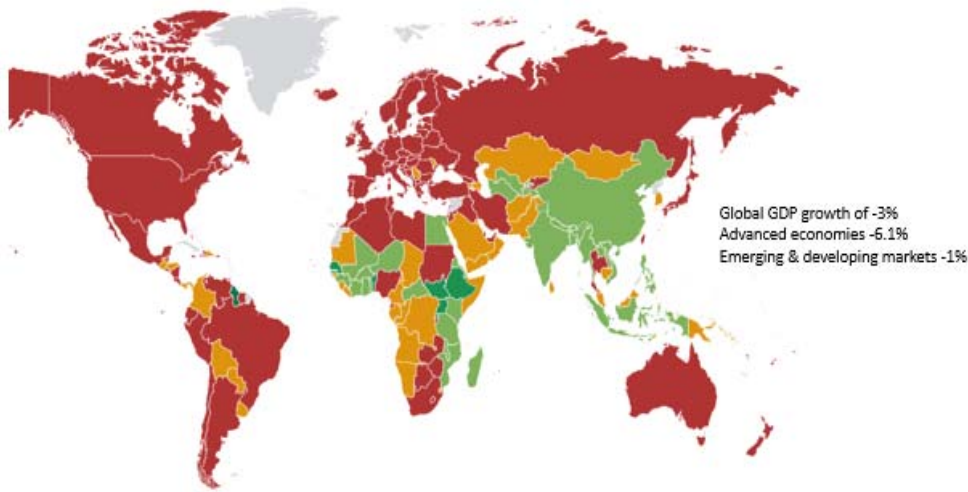 Global GDP growth of -3%
Advanced economies -6.1%
Emerging & developing markets -1%